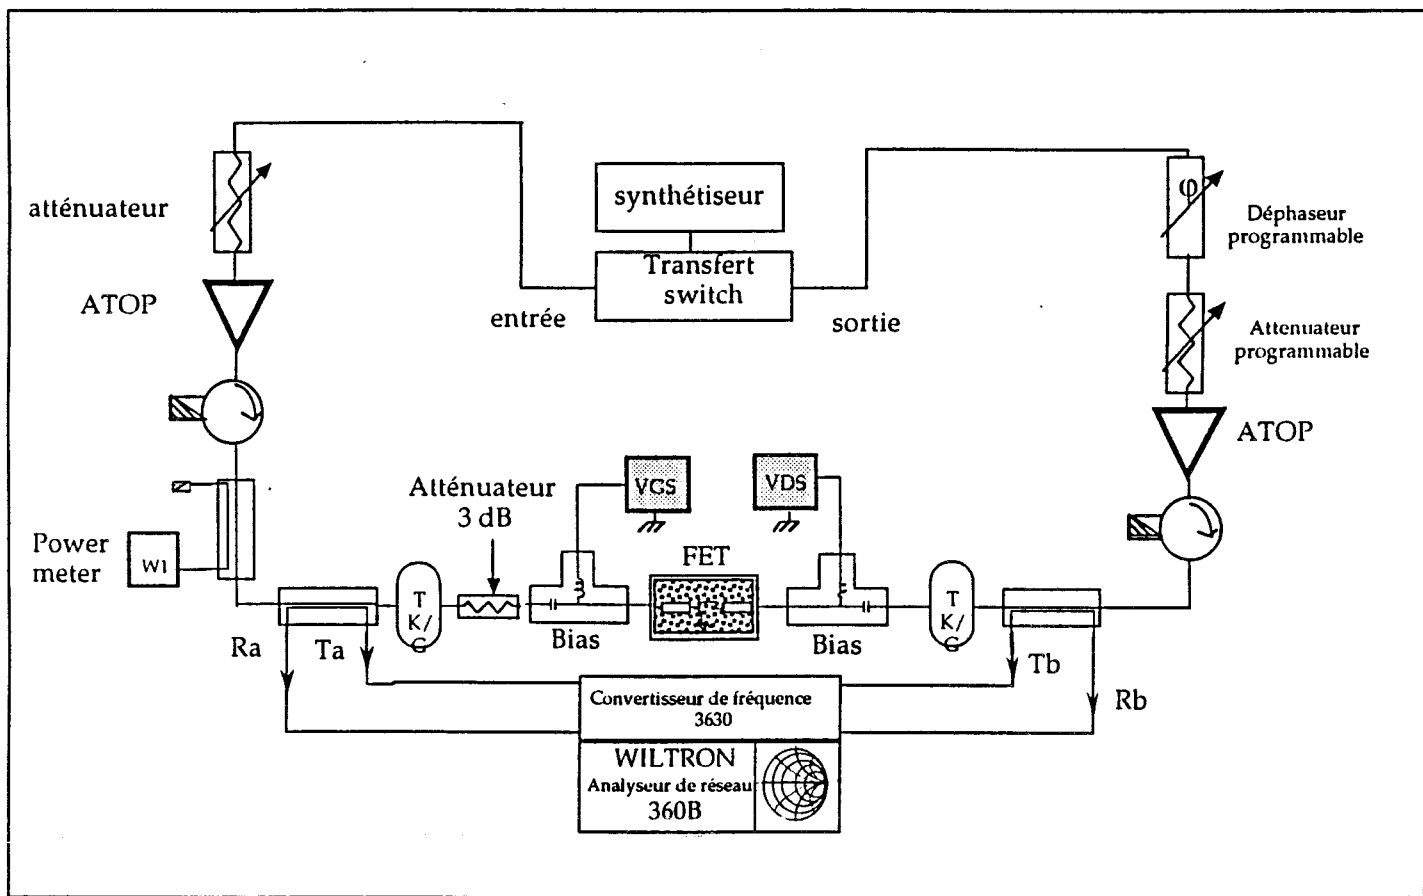 synthétiseur
Transfert
switch
entrée
sortie
atténuateur
ATOP
φ
Déphaseur
programmable
Attenuateur
programmable
ATOP
Power
meter
W1
Atténuateur
3 dB
VGS
VDS
FET
T
K/
G
Bias
Bias
T
K/
G
Ra
Ta
Tb
Rb
Convertisseur de fréquence
3630
WILTRON
Analyseur de réseau
360B